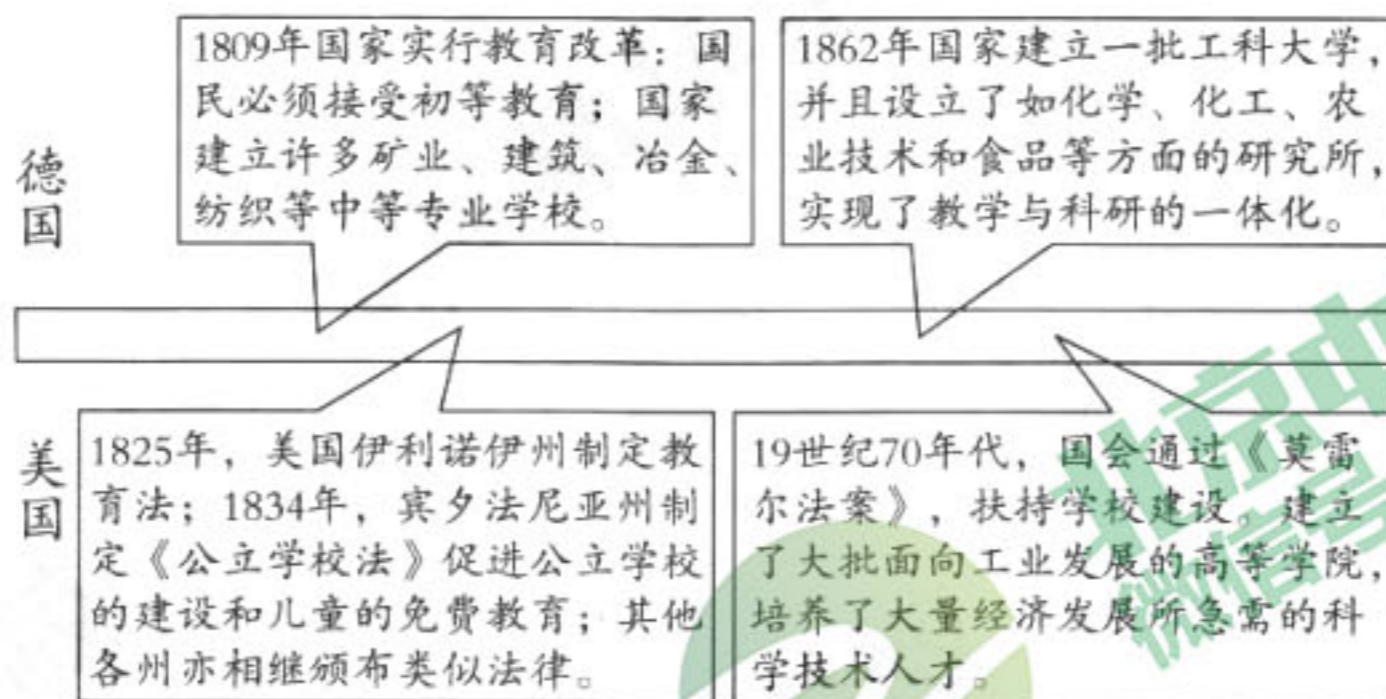 德国
1809年国家实行教育改革：国
民必须接受初等教育；国家
建立许多矿业、建筑、冶金、
纺织等中等专业学校。
1862年国家建立一批工科大学，
并且设立了如化学、化工、农
业技术和食品等方面的研究所，
实现了教学与科研的一体化。
美国
1825年，美国伊利诺伊州制定教
育法；1834年，宾夕法尼亚州制
定《公立学校法》促进公立学校
的建设和儿童的免费教育；其他
各州亦相继颁布类似法律。
19世纪70年代，国会通过《莫雷
尔法案》，扶持学校建设。建立
了大批面向工业发展的高等学院，
培养了大量经济发展所急需的科
学技术人才。
北京中
微信号